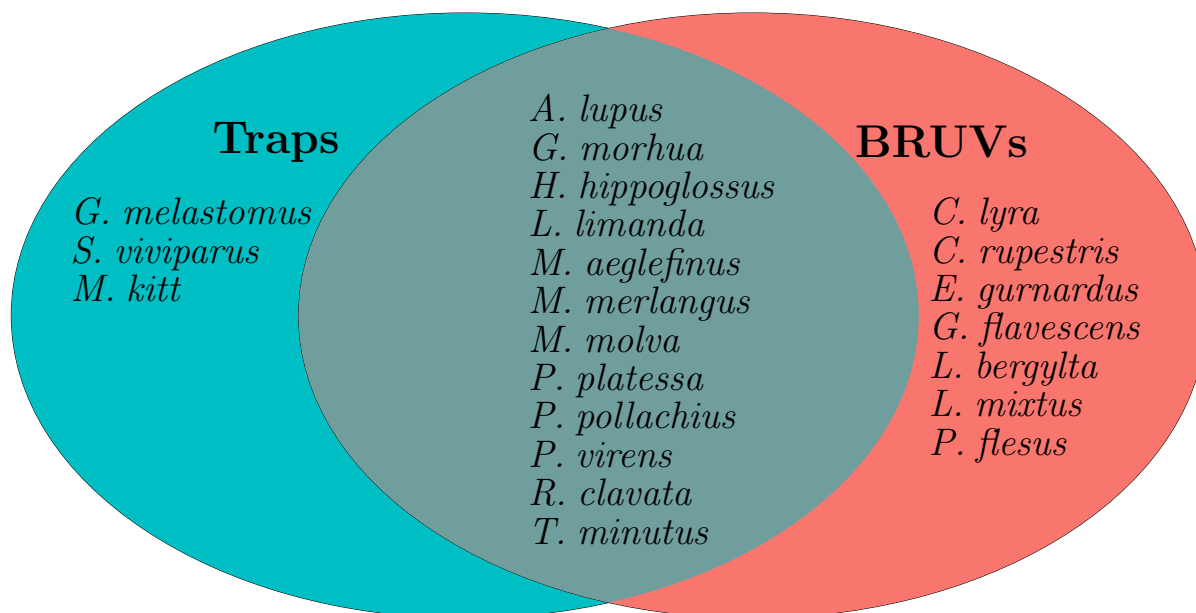 Traps
G. melastomus
S. viviparus
M. kitt
A. lupus
G. morhua
H. hippoglossus
L. limanda
M. aeglefinus
M. merlangus
M. molva
P. platessa
P. pollachius
P. virens
R. clavata
T. minutus
BRUVs
C. lyra
C. rupestris
E. gurnardus
G. flavescens
L. bergylta
L. mixtus
P. flesus